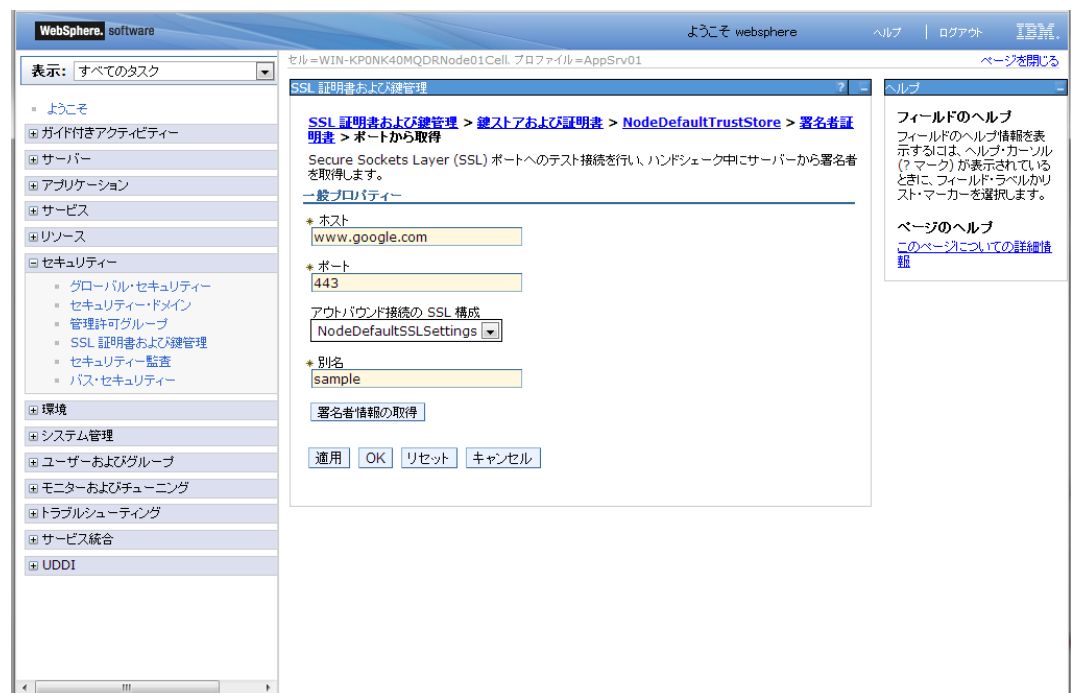 WebSphere. software
ようこそ websphere
ヘルプ | ログアウト
IBM.
表示: すべてのタスク
セル=WIN-KP0NK40MQDRNode01Cell, プロファイル=AppSrv01
ページを閉じる
ようこそ
ガイド付きアクティビティー
サーバー
アプリケーション
サービス
リソース
セキュリティー
グローバル・セキュリティー
セキュリティー・ドメイン
管理許可グループ
SSL 証明書および鍵管理
セキュリティー監査
バス・セキュリティー
環境
システム管理
ユーザーおよびグループ
モニターおよびチューニング
トラブルシューティング
サービス統合
UDDI
SSL 証明書および鍵管理
? -
SSL 証明書および鍵管理 > 鍵ストアおよび証明書 > NodeDefaultTrustStore > 署名者証
明書 > ポートから取得
Secure Sockets Layer (SSL) ポートへのテスト接続を行い、ハンドシェーク中にサーバーから署名者
を取得します。
一般プロパティー
* ホスト
www.google.com
* ポート
443
アウトバウンド接続の SSL 構成
NodeDefaultSSLSettings
* 別名
sample
署名者情報の取得
適用 OK リセット キャンセル
ヘルプ
-
フィールドのヘルプ
フィールドのヘルプ情報を表
示するには、ヘルプ・カーソル
(? マーク) が表示されている
ときに、フィールド・ラベルかリ
スト・マーカーを選択します。
ページのヘルプ
このページについての詳細情
報